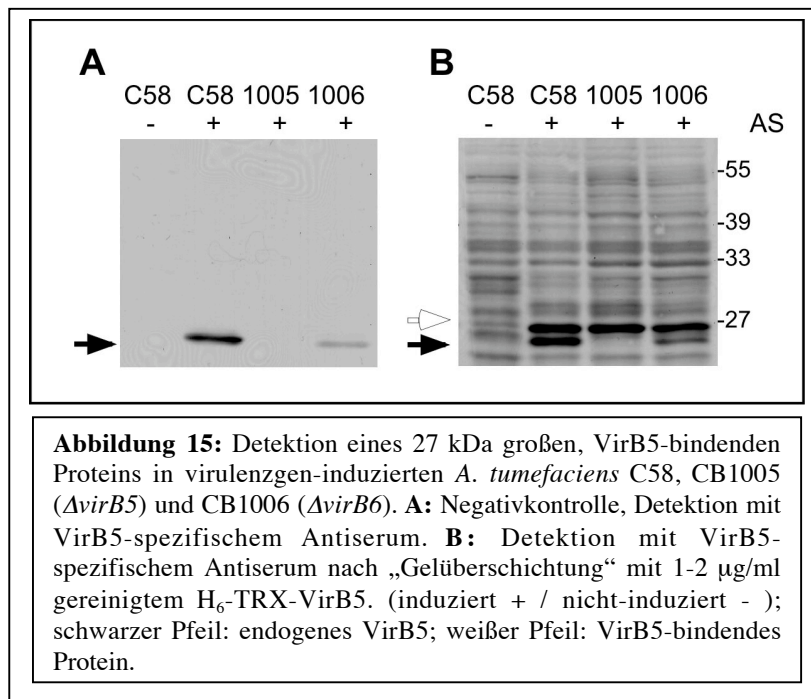 A
B
C58 C58 1005 1006
- + + +
C58 C58 1005 1006
- + + + AS
-55
-39
-33
-27
Abbildung 15: Detektion eines 27 kDa großen, VirB5-bindenden
Proteins in virulenzgen-induzierten A. tumefaciens C58, CB1005
(ΔvirB5) und CB1006 (ΔvirB6). A: Negativkontrolle, Detektion mit
VirB5-spezifischem Antiserum. B: Detektion mit VirB5-
spezifischem Antiserum nach „Gelüberschichtung“ mit 1-2 µg/ml
gereinigtem H₆-TRX-VirB5. (induziert + / nicht-induziert - );
schwarzer Pfeil: endogenes VirB5; weißer Pfeil: VirB5-bindendes
Protein.